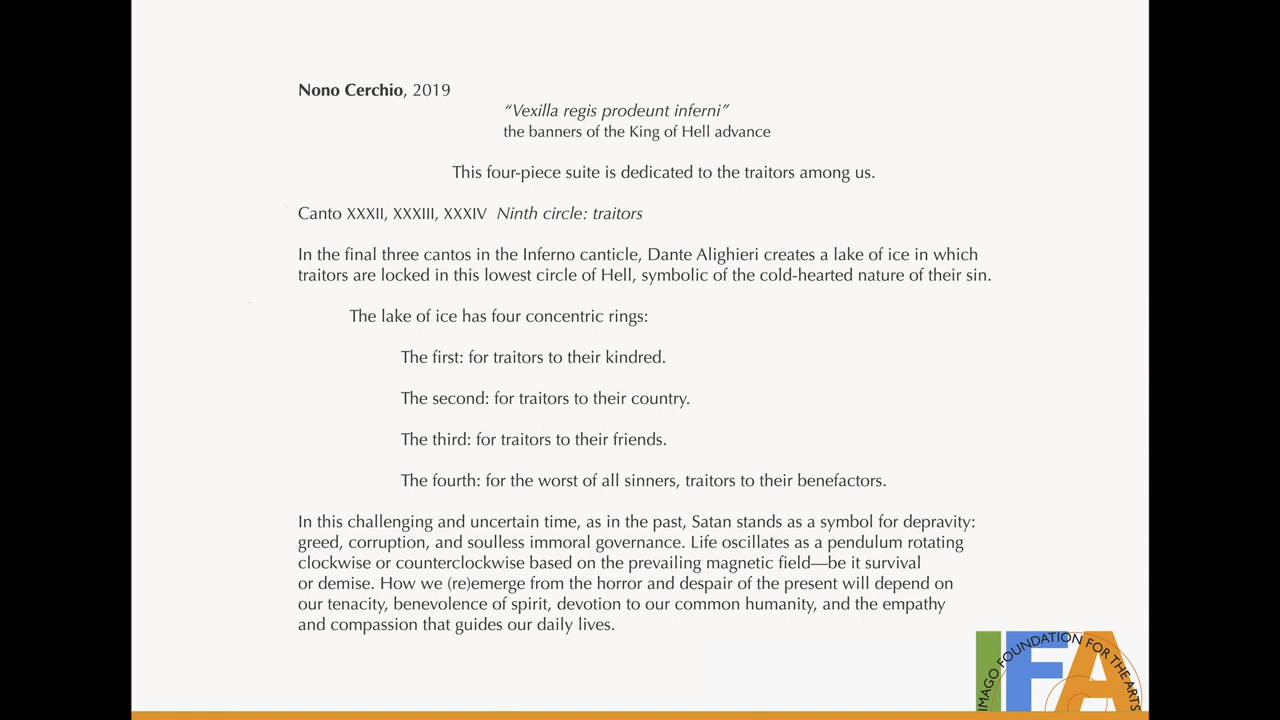 Nono Cerchio, 2019
“Vexilla regis prodeunt inferni”
the banners of the King of Hell advance
This four-piece suite is dedicated to the traitors among us.
Canto XXXII, XXXIII, XXXIV Ninth circle: traitors
In the final three cantos in the Inferno canticle, Dante Alighieri creates a lake of ice in which
traitors are locked in this lowest circle of Hell, symbolic of the cold-hearted nature of their sin.
The lake of ice has four concentric rings:
The first: for traitors to their kindred.
The second: for traitors to their country.
The third: for traitors to their friends.
The fourth: for the worst of all sinners, traitors to their benefactors.
In this challenging and uncertain time, as in the past, Satan stands as a symbol for depravity:
greed, corruption, and soulless immoral governance. Life oscillates as a pendulum rotating
clockwise or counterclockwise based on the prevailing magnetic field—be it survival
or demise. How we (re)emerge from the horror and despair of the present will depend on
our tenacity, benevolence of spirit, devotion to our common humanity, and the empathy
and compassion that guides our daily lives.
IFA
IMAGO FOUNDATION FOR THE ARTS